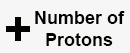 + Number of
Protons